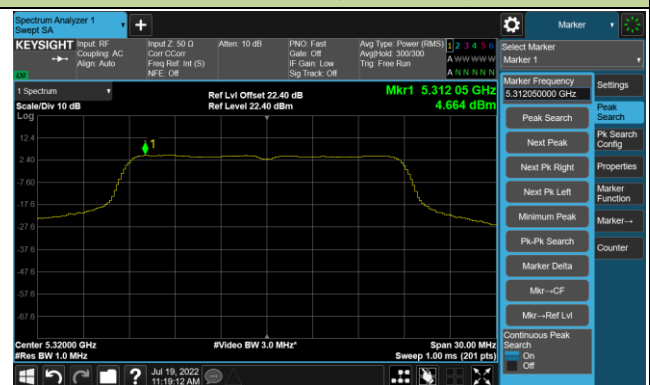 Spectrum Analyzer 1
Swept SA
+
Marker
KEYSIGHT
Input: RF
Coupling: AC
Align: Auto
Input Z: 50 Ω
Corr CCorr
Freq Ref: Int (S)
NFE: Off
Atten: 10 dB
PNO: Fast
Gate: Off
IF Gain: Low
Sig Track: Off
Avg Type: Power (RMS)
Avg|Hold: 300/300
Trig: Free Run
1 2 3 4 5 6
A W W W W W
A N N N N N
LXI
Select Marker
Marker 1
1 Spectrum
Scale/Div 10 dB
Log
Ref Lvl Offset 22.40 dB
Ref Level 22.40 dBm
Mkr1 5.312 05 GHz
4.664 dBm
1
12.4
2.40
-7.60
-17.6
-27.6
-37.6
-47.6
-57.6
-67.6
Center 5.32000 GHz
#Res BW 1.0 MHz
#Video BW 3.0 MHz*
Span 30.00 MHz
Sweep 1.00 ms (201 pts)
Marker Frequency
5.312050000 GHz
Peak Search
Next Peak
Next Pk Right
Next Pk Left
Minimum Peak
Pk-Pk Search
Marker Delta
Mkr→CF
Mkr→Ref Lvl
Continuous Peak
Search
On
Off
Settings
Peak
Search
Pk Search
Config
Properties
Marker
Function
Marker→
Counter
?
Jul 19, 2022
11:19:12 AM